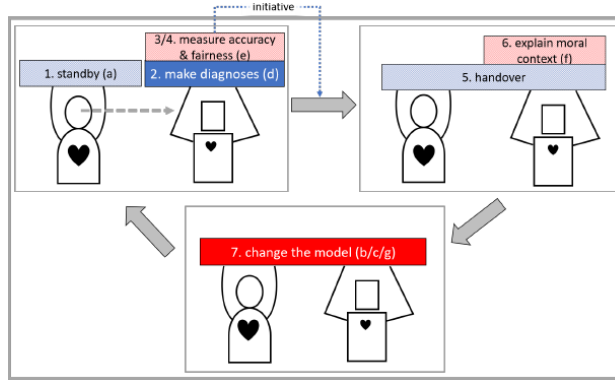 initiative
3/4. measure accuracy
& fairness (e)
1. standby (a)
2. make diagnoses (d)
6. explain moral
context (f)
5. handover
7. change the model (b/c/g)